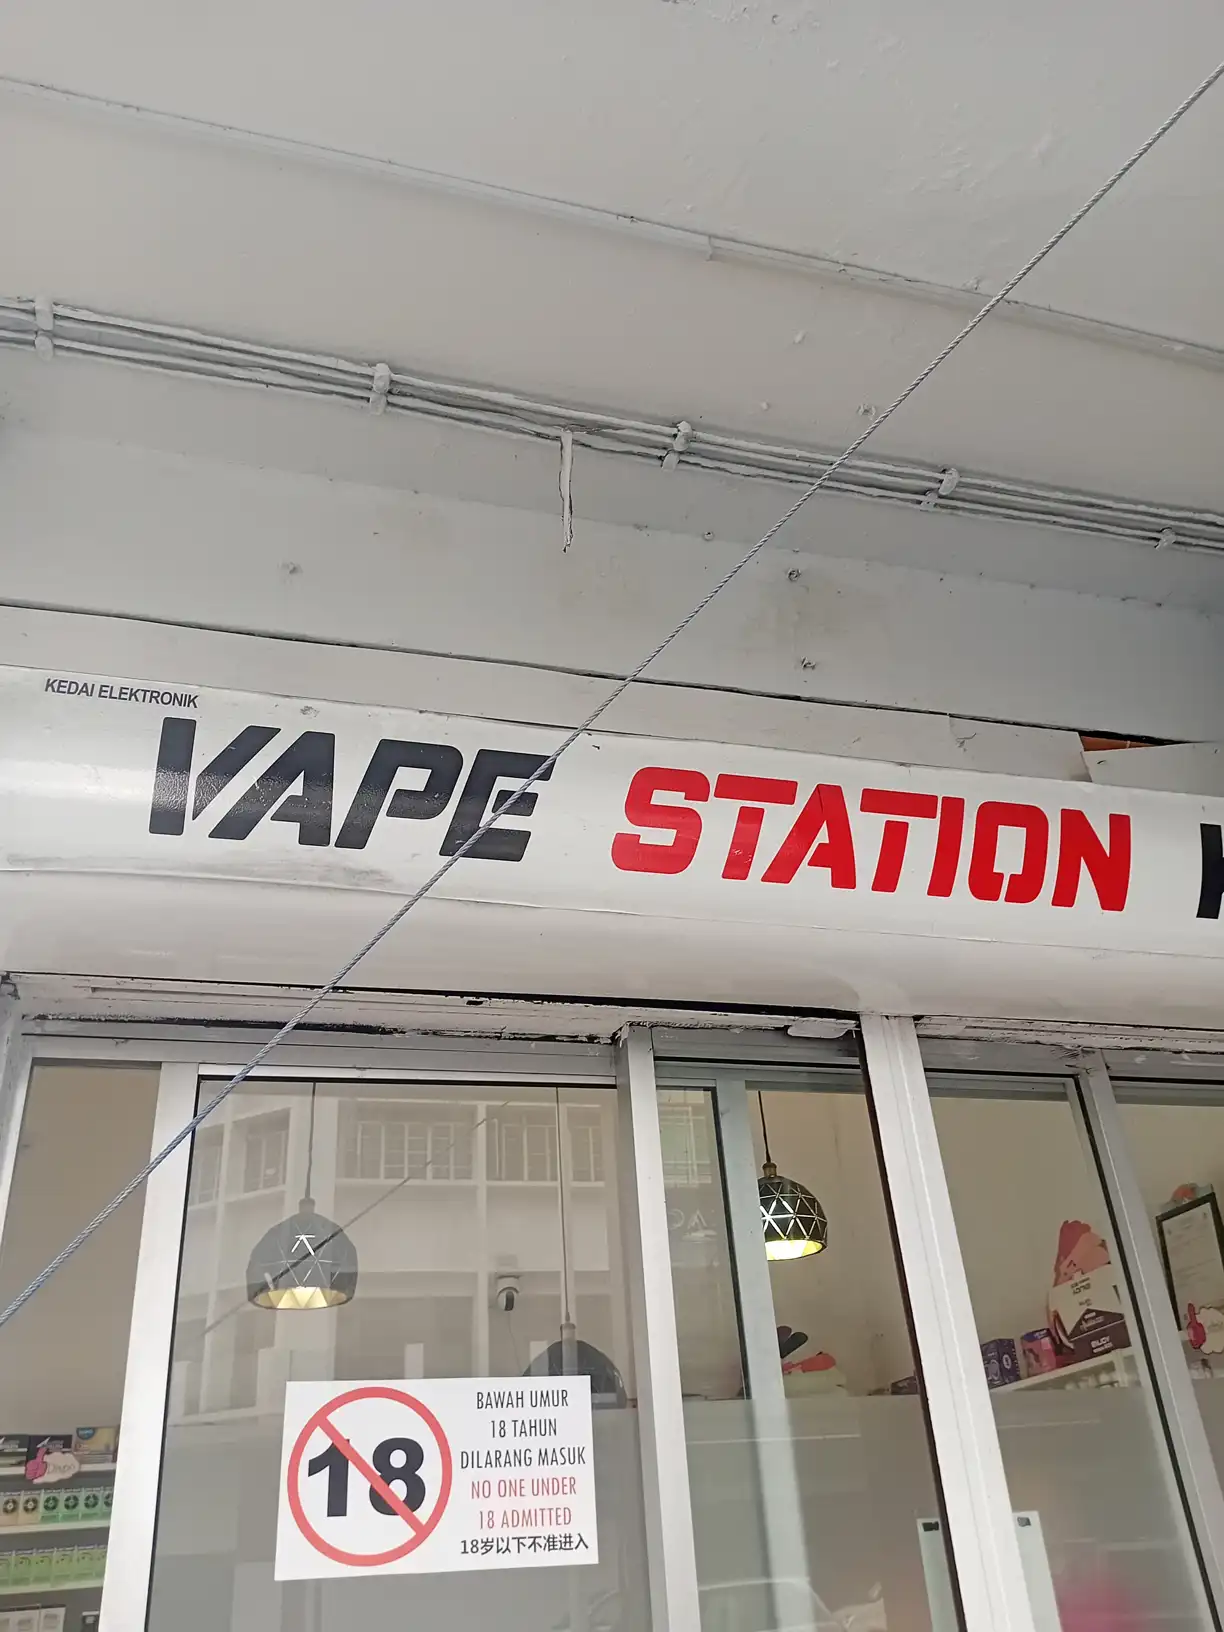 KEDAI ELEKTRONIK
VAPE STATION
BAWAH UMUR
18 TAHUN
DILARANG MASUK
NO ONE UNDER
18 ADMITTED
18岁以下不准进入
18